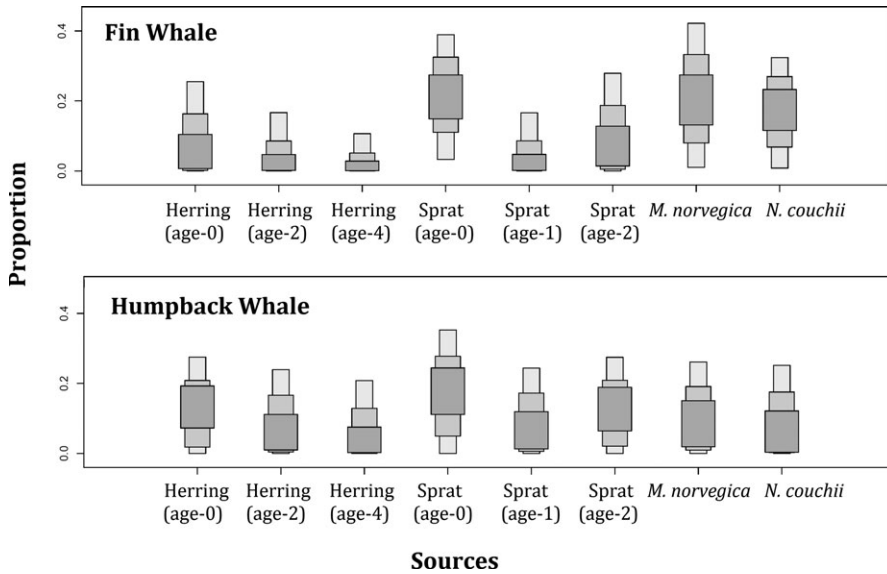 Fin Whale
0.4
0.2
0.0
Herring Herring Herring Sprat Sprat Sprat M. norvegica N. couchii
(age-0) (age-2) (age-4) (age-0) (age-1) (age-2)
Proportion
Humpback Whale
0.4
0.2
0.0
Herring Herring Herring Sprat Sprat Sprat M. norvegica N. couchii
(age-0) (age-2) (age-4) (age-0) (age-1) (age-2)
Sources